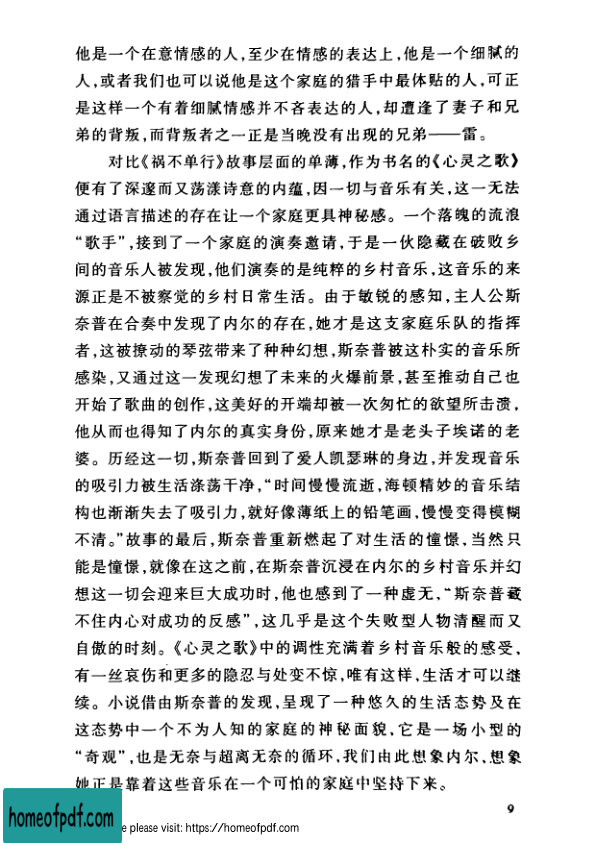 他是一个在意情感的人,至少在情感的表达上,他是一个细腻的
人,或者我们也可以说他是这个家庭的猎手中最体贴的人,可正
是这样一个有着细腻情感并不吝表达的人,却遭逢了妻子和兄
弟的背叛,而背叛者之一正是当晚没有出现的兄弟——雷。
对比《祸不单行》故事层面的单薄,作为书名的《心灵之歌》
便有了深邃而又荡漾诗意的内蕴,因一切与音乐有关,这一无法
通过语言描述的存在让一个家庭更具神秘感。一个落魄的流浪
“歌手”,接到了一个家庭的演奏邀请,于是一伙隐藏在破败乡
间的音乐人被发现,他们演奏的是纯粹的乡村音乐,这音乐的来
源正是不被察觉的乡村日常生活。由于敏锐的感知,主人公斯
奈普在合奏中发现了内尔的存在,她才是这支家庭乐队的指挥
者,这被撩动的琴弦带来了种种幻想,斯奈普被这朴实的音乐所
感染,又通过这一发现幻想了未来的火爆前景,甚至推动自己也
开始了歌曲的创作,这美好的开端却被一次匆忙的欲望所击溃,
他从而也得知了内尔的真实身份,原来她才是老头子埃诺的老
婆。历经这一切,斯奈普回到了爱人凯瑟琳的身边,并发现音乐
的吸引力被生活涤荡干净,“时间慢慢流逝,海顿精妙的音乐结
构也渐渐失去了吸引力,就好像薄纸上的铅笔画,慢慢变得模糊
不清。”故事的最后,斯奈普重新燃起了对生活的憧憬,当然只
能是憧憬,就像在这之前,在斯奈普沉浸在内尔的乡村音乐并幻
想这一切会迎来巨大成功时,他也感到了一种虚无,“斯奈普藏
不住内心对成功的反感”,这几乎是这个失败型人物清醒而又
自傲的时刻。《心灵之歌》中的调性充满着乡村音乐般的感受,
有一丝哀伤和更多的隐忍与处变不惊,唯有这样,生活才可以继
续。小说借由斯奈普的发现,呈现了一种悠久的生活态势及在
这态势中一个不为人知的家庭的神秘面貌,它是一场小型的
“奇观”,也是无奈与超离无奈的循环,我们由此想象内尔,想象
她正是靠着这些音乐在一个可怕的家庭中坚持下来。
9
homeofpdf.com
e please visit: https://homeofpdf.com